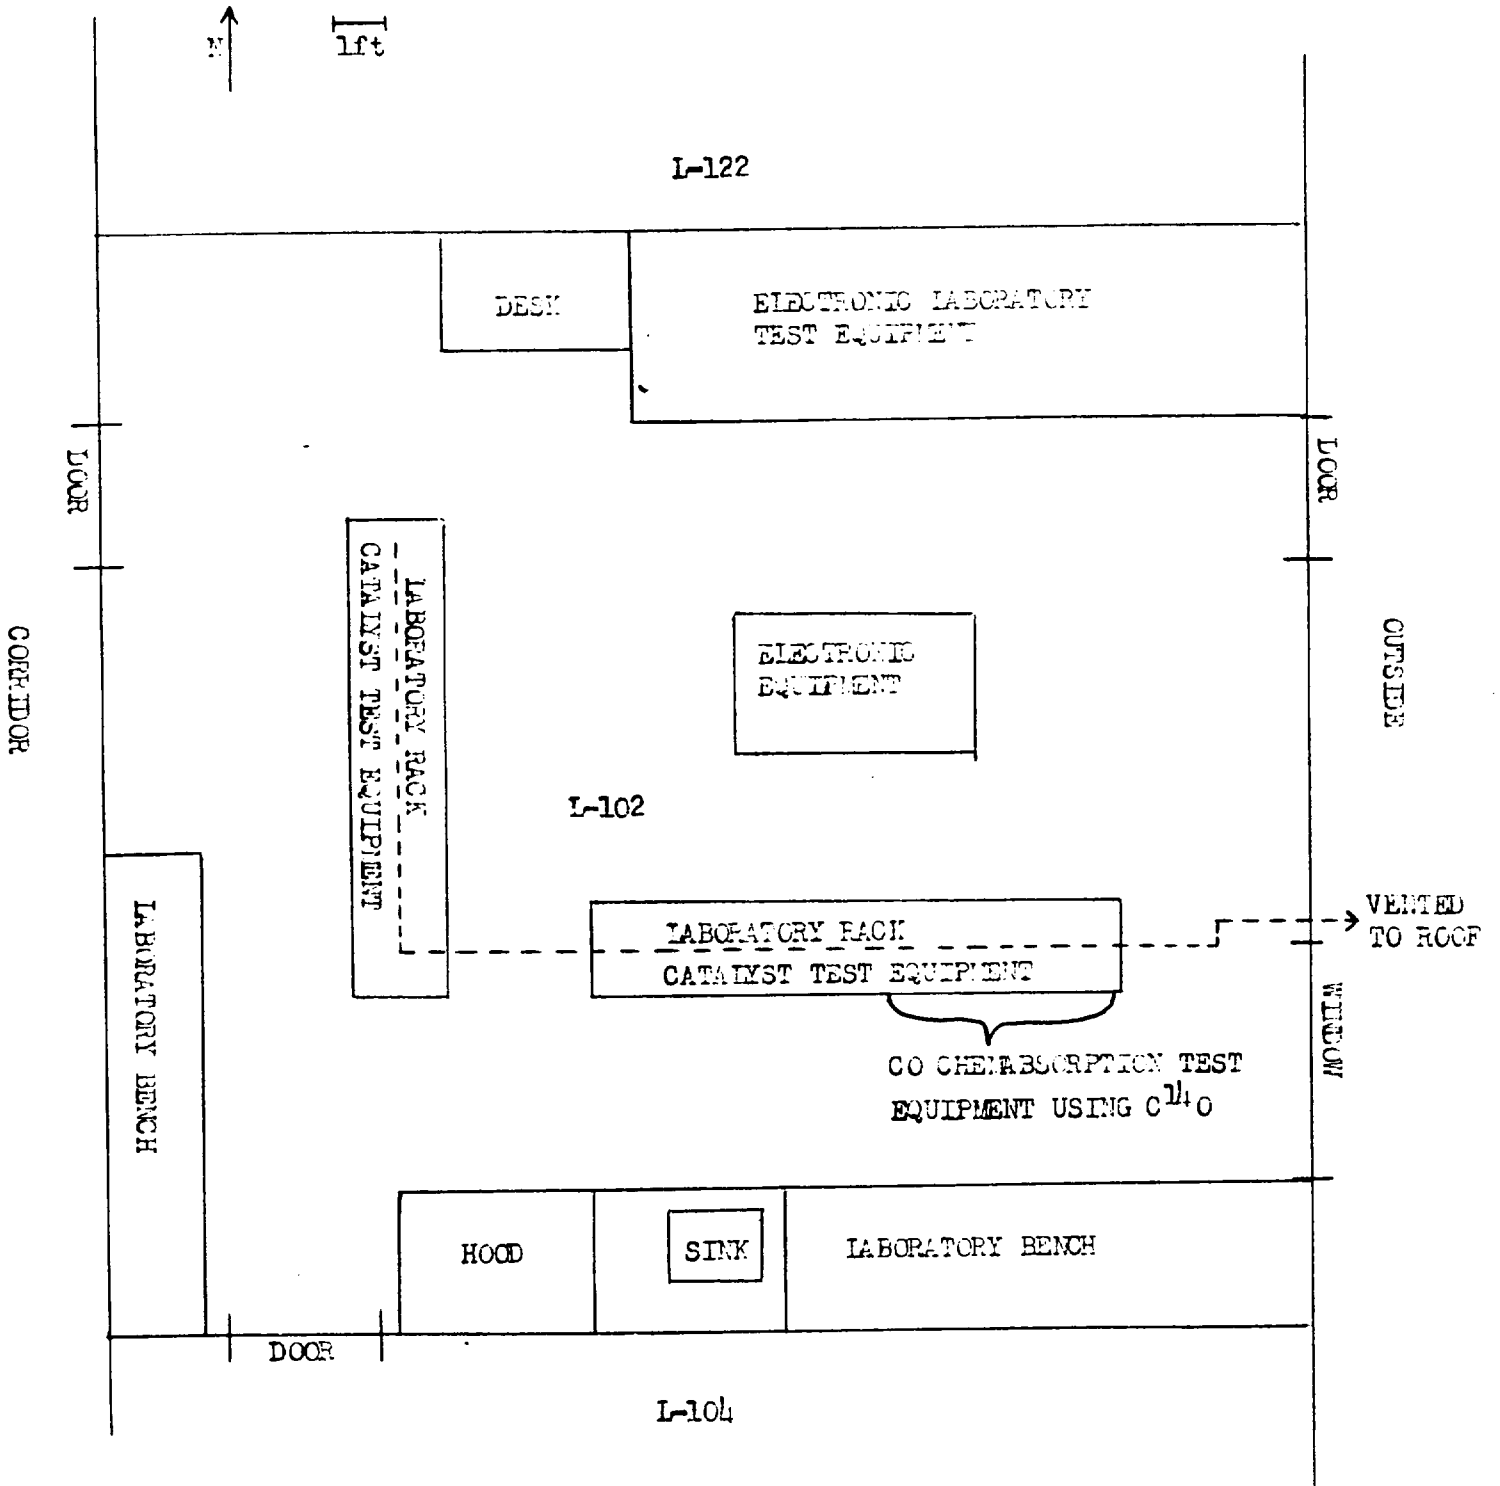 N
1ft
L-122
DESK
ELECTRONIC LABORATORY
TEST EQUIPMENT
DOOR
DOOR
LABORATORY RACK
CATALYST TEST EQUIPMENT
ELECTRONIC
EQUIPMENT
CORRIDOR
OUTSIDE
L-102
LABORATORY RACK
CATALYST TEST EQUIPMENT
VENTED
TO ROOF
WINDOW
LABORATORY BENCH
CO CHEMABSORPTION TEST
EQUIPMENT USING C¹⁴O
HOOD
SINK
LABORATORY BENCH
DOOR
L-104